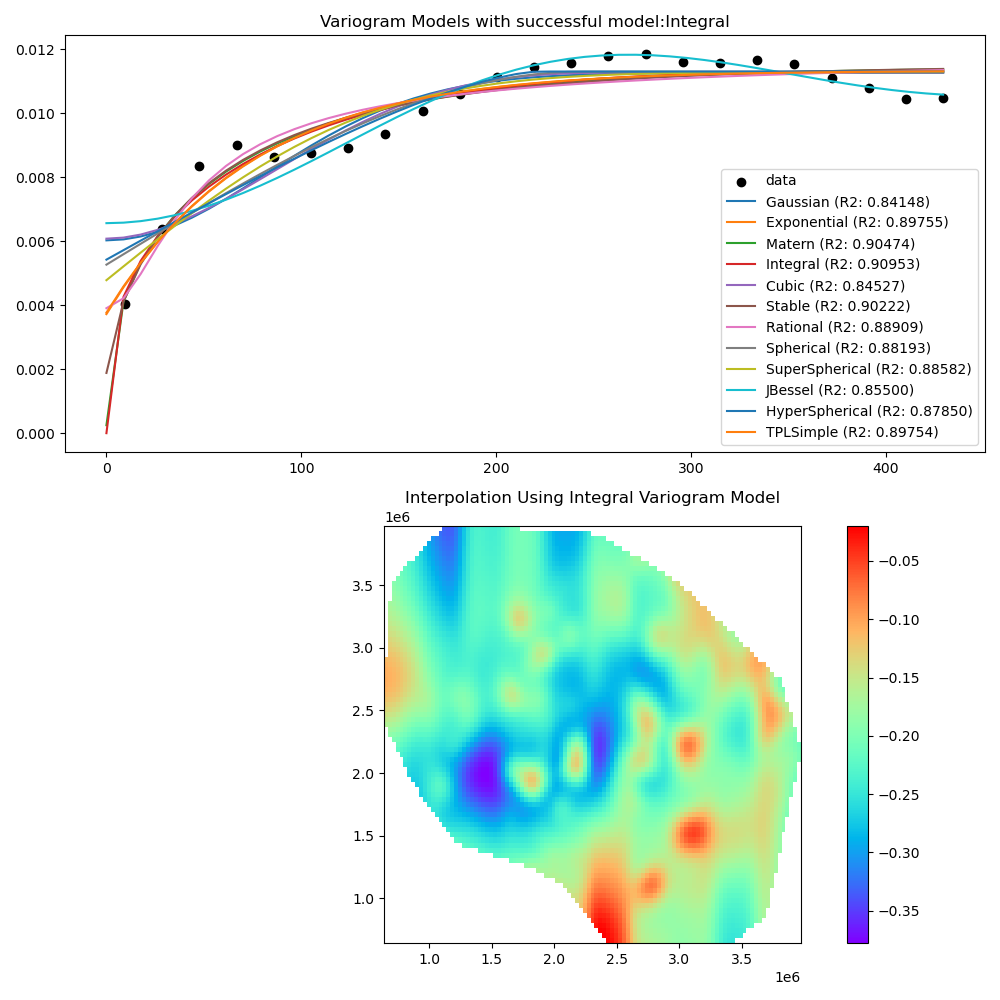 Variogram Models with successful model:Integral
0.012
0.010
0.008
0.006
0.004
0.002
0.000
data
Gaussian (R2: 0.84148)
Exponential (R2: 0.89755)
Matern (R2: 0.90474)
Integral (R2: 0.90953)
Cubic (R2: 0.84527)
Stable (R2: 0.90222)
Rational (R2: 0.88909)
Spherical (R2: 0.88193)
SuperSpherical (R2: 0.88582)
JBessel (R2: 0.85500)
HyperSpherical (R2: 0.87850)
TPLSimple (R2: 0.89754)
0 100 200 300 400
Interpolation Using Integral Variogram Model
1e6
3.5
3.0
2.5
2.0
1.5
1.0
1.0 1.5 2.0 2.5 3.0 3.5
1e6
−0.05
−0.10
−0.15
−0.20
−0.25
−0.30
−0.35